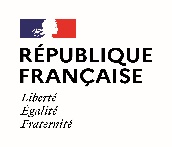 RÉPUBLIQUE
FRANÇAISE
Liberté
Égalité
Fraternité